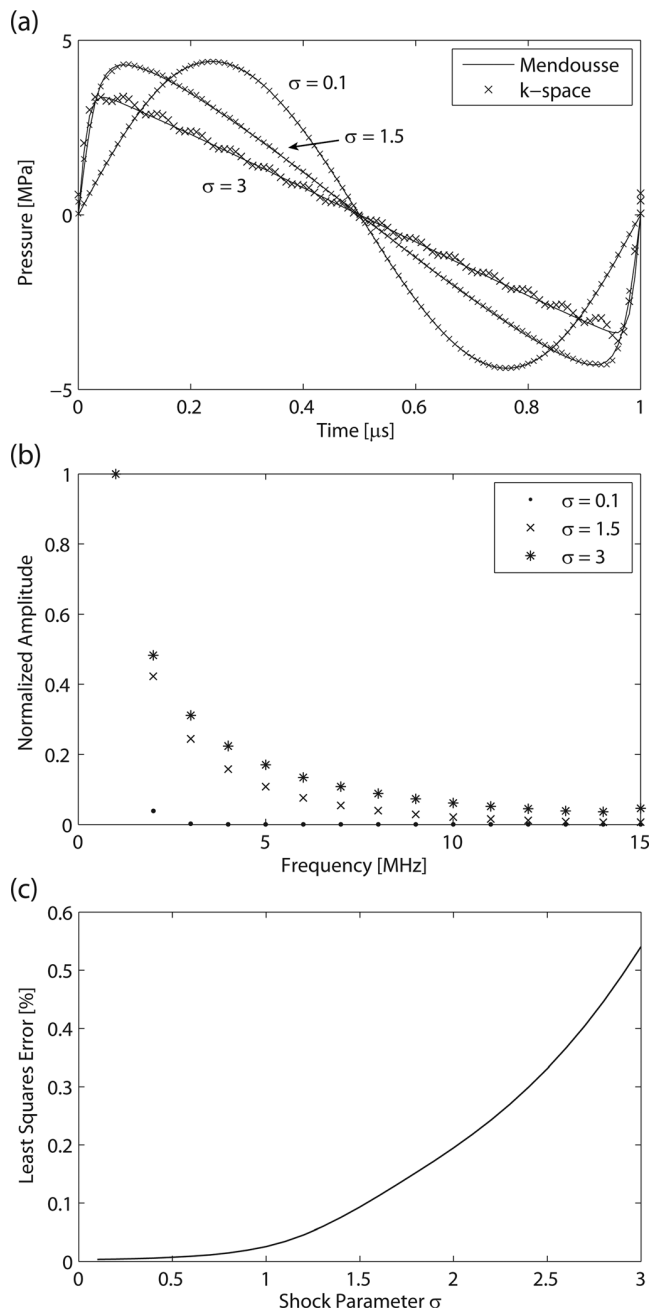 (a)
5
0
−5
Pressure [MPa]
σ = 0.1
σ = 1.5
σ = 3
Mendousse
k−space
0
0.2
0.4
0.6
0.8
1
Time [μs]
(b)
1
0.8
0.6
0.4
0.2
0
Normalized Amplitude
σ = 0.1
σ = 1.5
σ = 3
0
5
10
15
Frequency [MHz]
(c)
0.6
0.5
0.4
0.3
0.2
0.1
0
Least Squares Error [%]
0
0.5
1
1.5
2
2.5
3
Shock Parameter σ